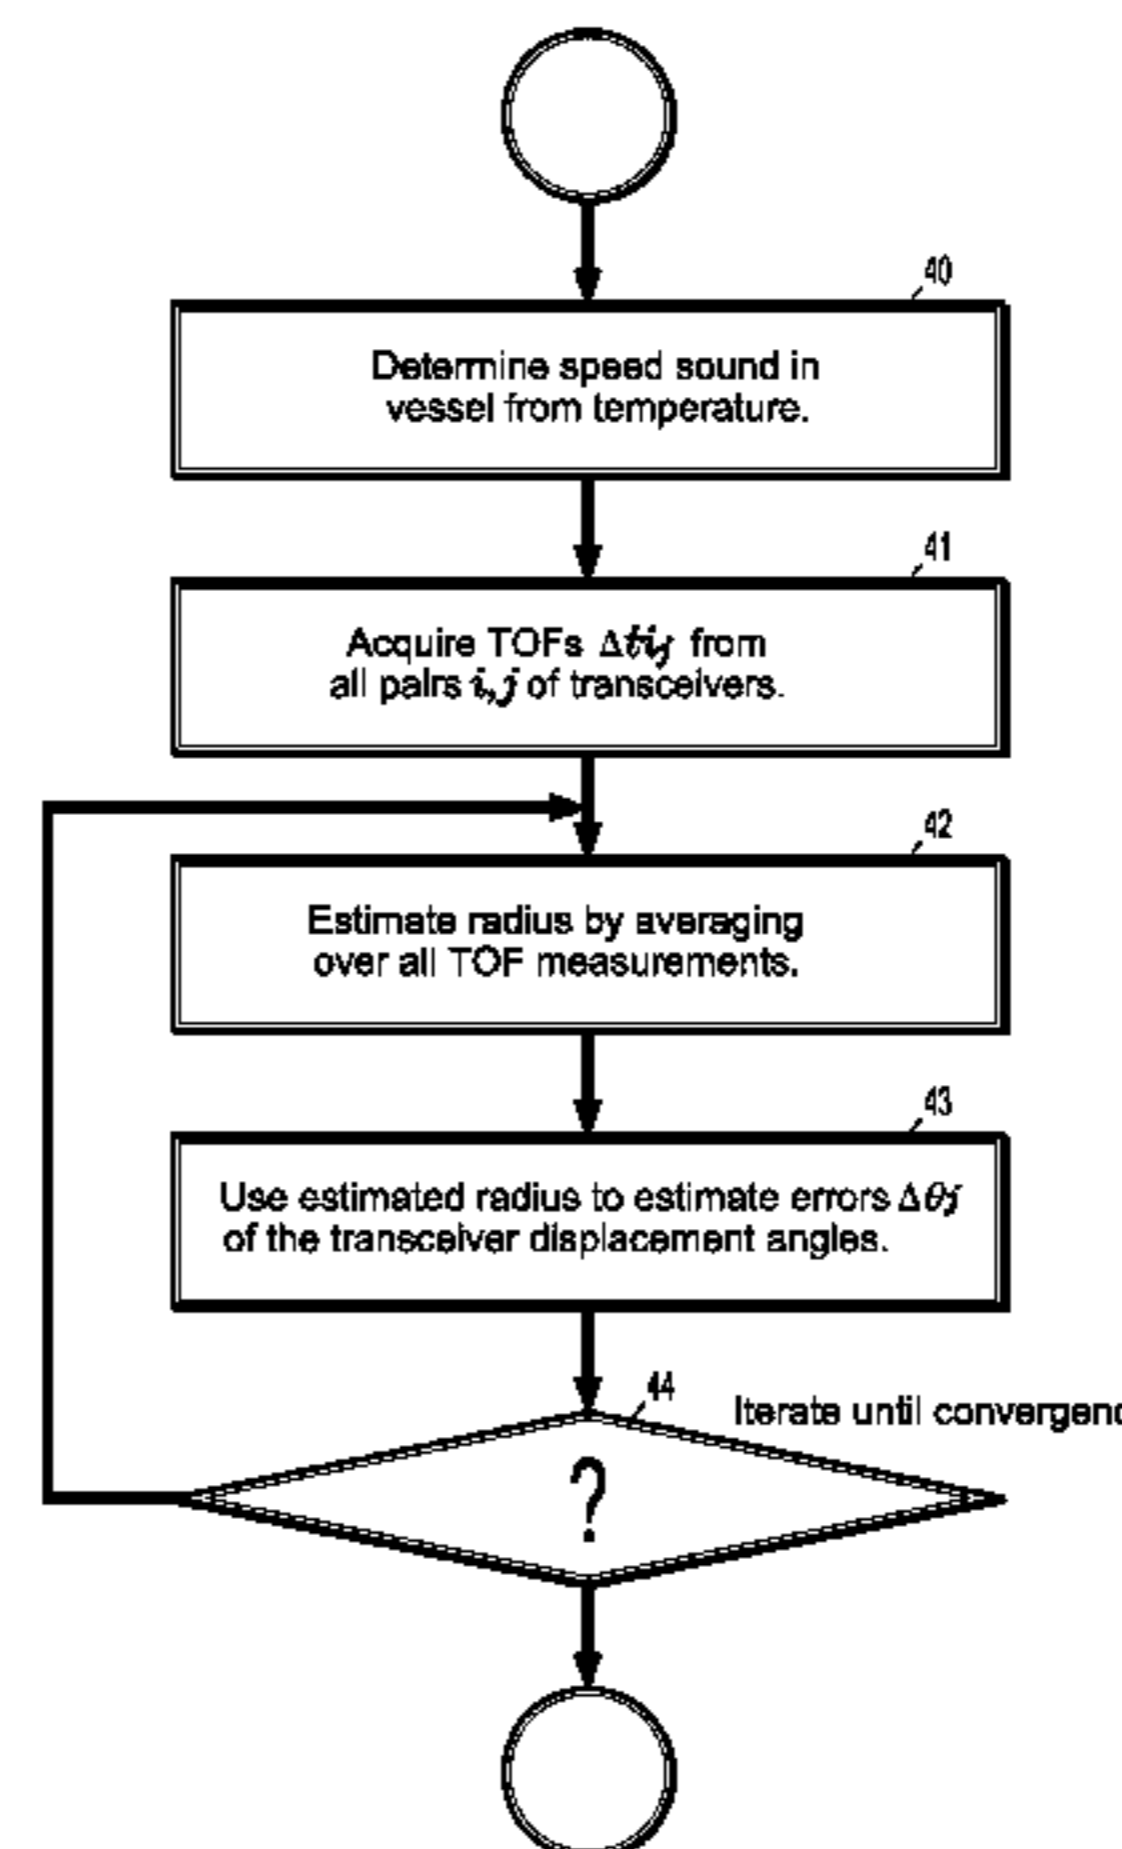 40
Determine speed sound in
vessel from temperature.
41
Acquire TOFs Δtij from
all pairs i,j of transceivers.
42
Estimate radius by averaging
over all TOF measurements.
43
Use estimated radius to estimate errors Δθj
of the transceiver displacement angles.
44
Iterate until convergenc
?